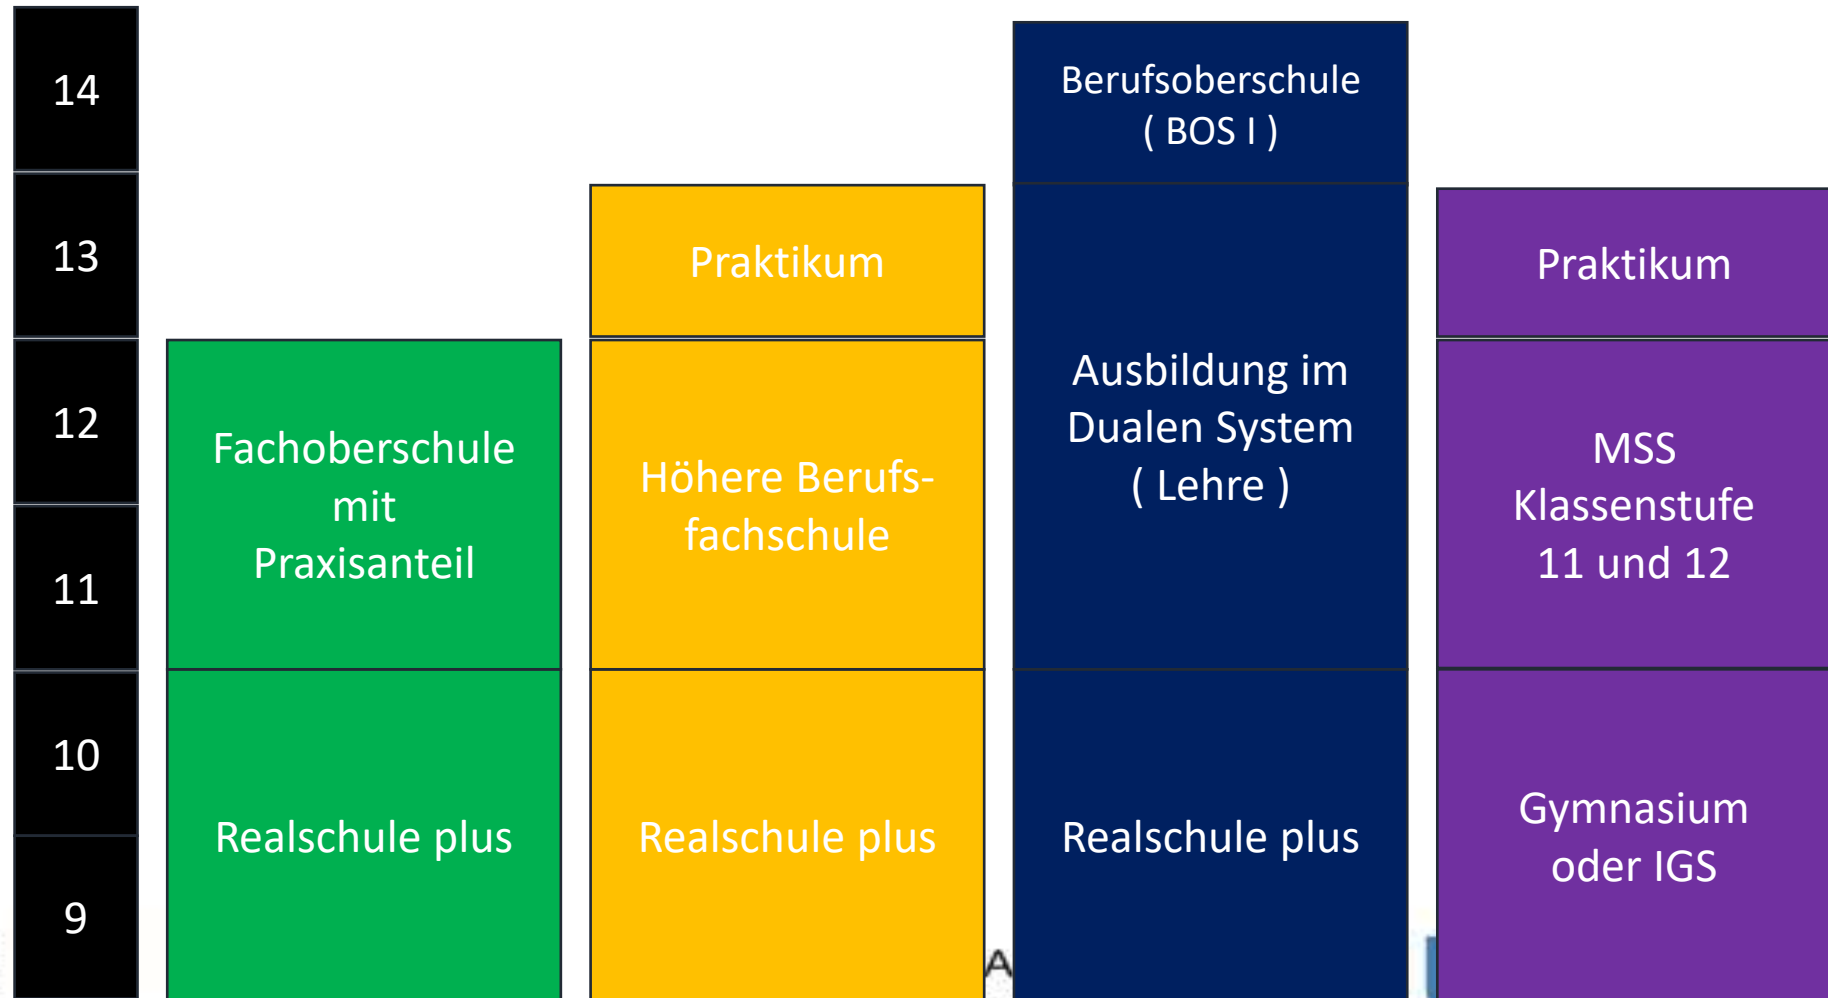 14
13
12
11
10
9
Fachoberschule
mit
Praxisanteil
Realschule plus
Praktikum
Höhere Berufs-
fachschule
Realschule plus
Berufsoberschule
( BOS I )
Ausbildung im
Dualen System
( Lehre )
Realschule plus
Praktikum
MSS
Klassenstufe
11 und 12
Gymnasium
oder IGS
A